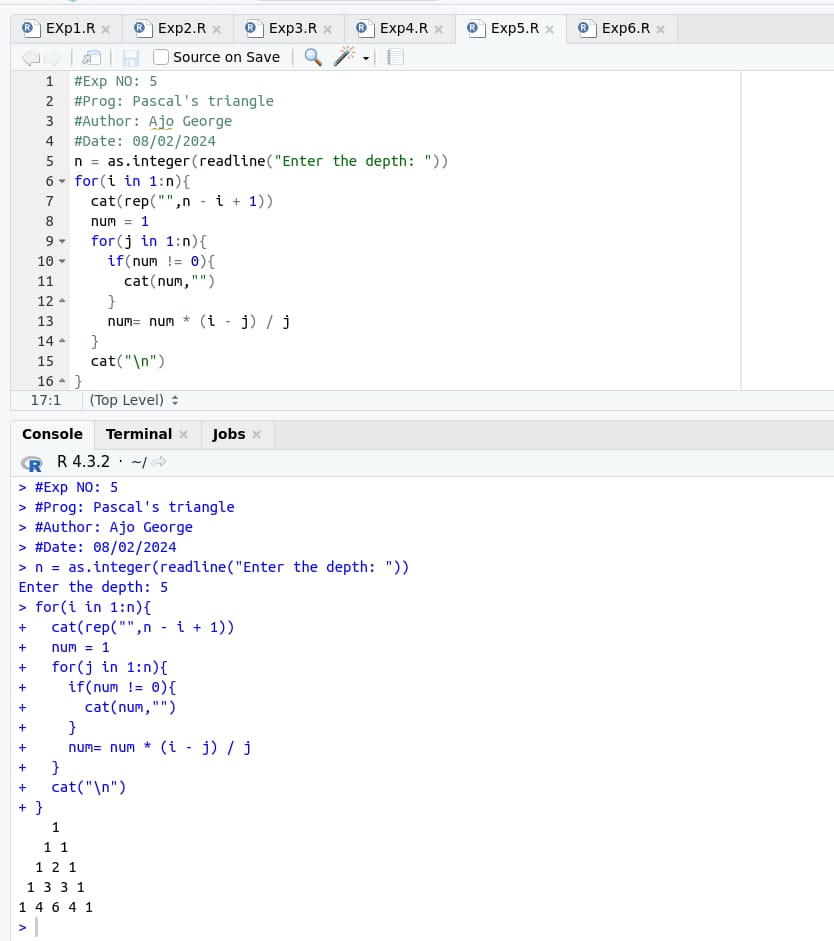 EXp1.R × Exp2.R × Exp3.R × Exp4.R × Exp5.R × Exp6.R ×
Source on Save
1 #Exp NO: 5
2 #Prog: Pascal's triangle
3 #Author: Ajo George
4 #Date: 08/02/2024
5 n = as.integer(readline("Enter the depth: "))
6 for(i in 1:n){
7   cat(rep("",n - i + 1))
8   num = 1
9   for(j in 1:n){
10     if(num != 0){
11       cat(num,"")
12     }
13     num= num * (i - j) / j
14   }
15   cat("\n")
16 }
17:1 (Top Level)
Console Terminal × Jobs ×
R R 4.3.2 · ~/
> #Exp NO: 5
> #Prog: Pascal's triangle
> #Author: Ajo George
> #Date: 08/02/2024
> n = as.integer(readline("Enter the depth: "))
Enter the depth: 5
> for(i in 1:n){
+   cat(rep("",n - i + 1))
+   num = 1
+   for(j in 1:n){
+     if(num != 0){
+       cat(num,"")
+     }
+     num= num * (i - j) / j
+   }
+   cat("\n")
+ }
    1
   1 1
  1 2 1
 1 3 3 1
1 4 6 4 1
>